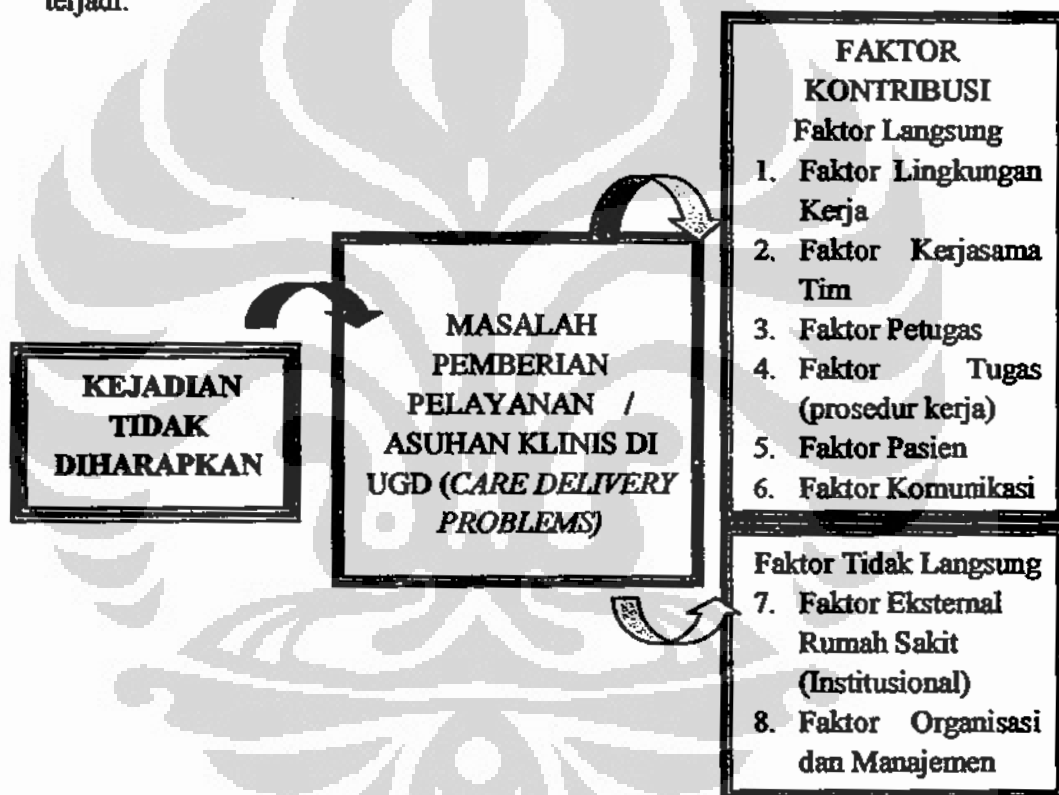 terjadi.
KEJADIAN
TIDAK
DIHARAPKAN
MASALAH
PEMBERIAN
PELAYANAN /
ASUHAN KLINIS DI
UGD (CARE DELIVERY
PROBLEMS)
FAKTOR
KONTRIBUSI
Faktor Langsung
1. Faktor Lingkungan
Kerja
2. Faktor Kerjasama
Tim
3. Faktor Petugas
4. Faktor Tugas
(prosedur kerja)
5. Faktor Pasien
6. Faktor Komunikasi
Faktor Tidak Langsung
7. Faktor Eksternal
Rumah Sakit
(Institusional)
8. Faktor Organisasi
dan Manajemen